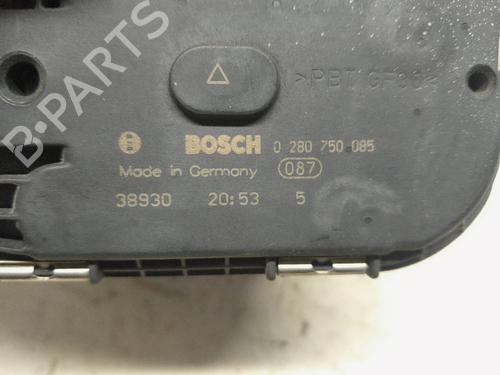 >PBT GF30<
BOSCH 0 280 750 085
Made in Germany 087
38930 20:53 5
B-PARTS